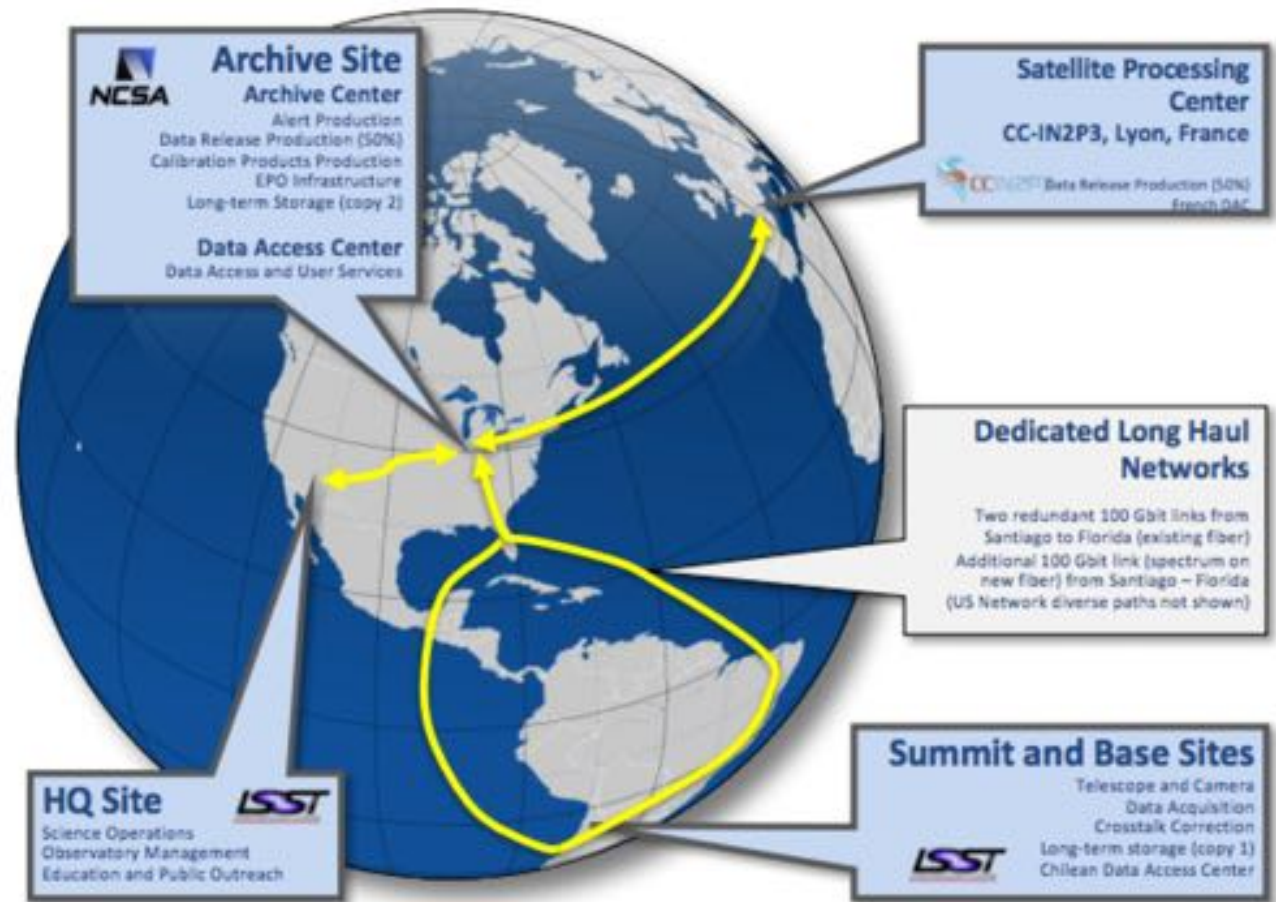 NCSA
Archive Site
Archive Center
Alert Production
Data Release Production (50%)
Calibration Products Production
EPO Infrastructure
Long-term Storage (copy 2)
Data Access Center
Data Access and User Services
Satellite Processing
Center
CC-IN2P3, Lyon, France
CCIN2P3
Data Release Production (50%)
French DAC
Dedicated Long Haul
Networks
Two redundant 100 Gbit links from
Santiago to Florida (existing fiber)
Additional 100 Gbit link (spectrum on
new fiber) from Santiago – Florida
(US Network diverse paths not shown)
HQ Site
LSST
Science Operations
Observatory Management
Education and Public Outreach
Summit and Base Sites
Telescope and Camera
Data Acquisition
Crosstalk Correction
Long-term storage (copy 1)
Chilean Data Access Center
LSST